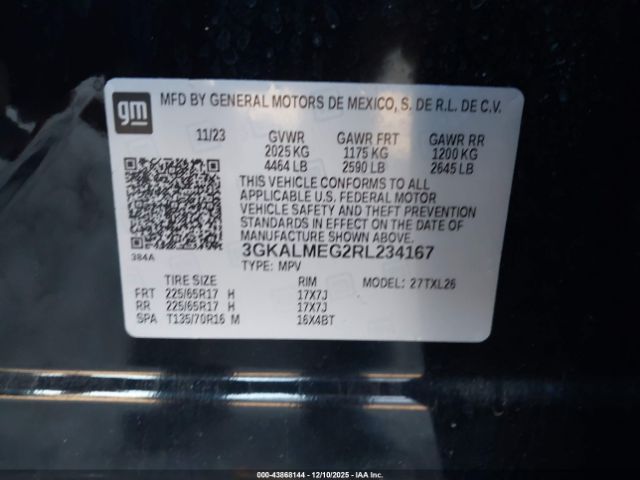 gm
MFD BY GENERAL MOTORS DE MEXICO, S. DE R.L. DE C.V.
11/23 GVWR GAWR FRT GAWR RR
2025 KG 1175 KG 1200 KG
4464 LB 2590 LB 2645 LB
THIS VEHICLE CONFORMS TO ALL
APPLICABLE U.S. FEDERAL MOTOR
VEHICLE SAFETY AND THEFT PREVENTION
STANDARDS IN EFFECT ON THE DATE OF
MANUFACTURE SHOWN ABOVE.
384A 3GKALMEG2RL234167
TYPE: MPV
TIRE SIZE RIM MODEL: 27TXL26
FRT 225/65R17 H 17X7J
RR 225/65R17 H 17X7J
SPA T135/70R16 M 16X4BT
000-43868144 - 12/10/2025 - IAA Inc.